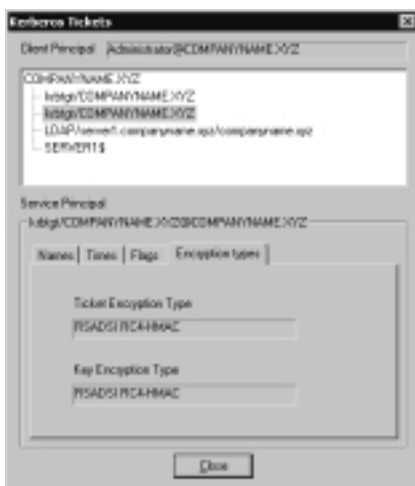 Kerberos Tickets
Client Principal Administrator@COMPANYNAME.XYZ
COMPANYNAME.XYZ
krbtgt/COMPANYNAME.XYZ
krbtgt/COMPANYNAME.XYZ
LDAP/server1.companyname.xyz/companyname.xyz
SERVER1$
Service Principal
krbtgt/COMPANYNAME.XYZ@COMPANYNAME.XYZ
Names Times Flags Encryption types
Ticket Encryption Type
RSADSI RC4-HMAC
Key Encryption Type
RSADSI RC4-HMAC
Close